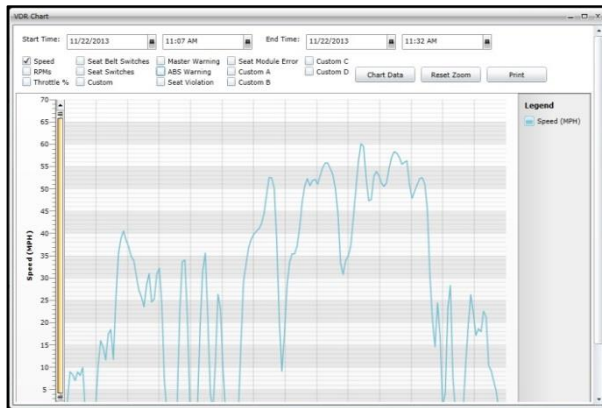 VDR Chart
Start Time: 11/22/2013 11:07 AM End Time: 11/22/2013 11:32 AM
Speed Seat Belt Switches Master Warning Seat Module Error Custom C
RPMs Seat Switches ABS Warning Custom A Custom D
Throttle % Custom Seat Violation Custom B
Chart Data Reset Zoom Print
70
65
60
55
50
45
40
35
30
25
20
15
10
5
Speed (MPH)
Legend
Speed (MPH)